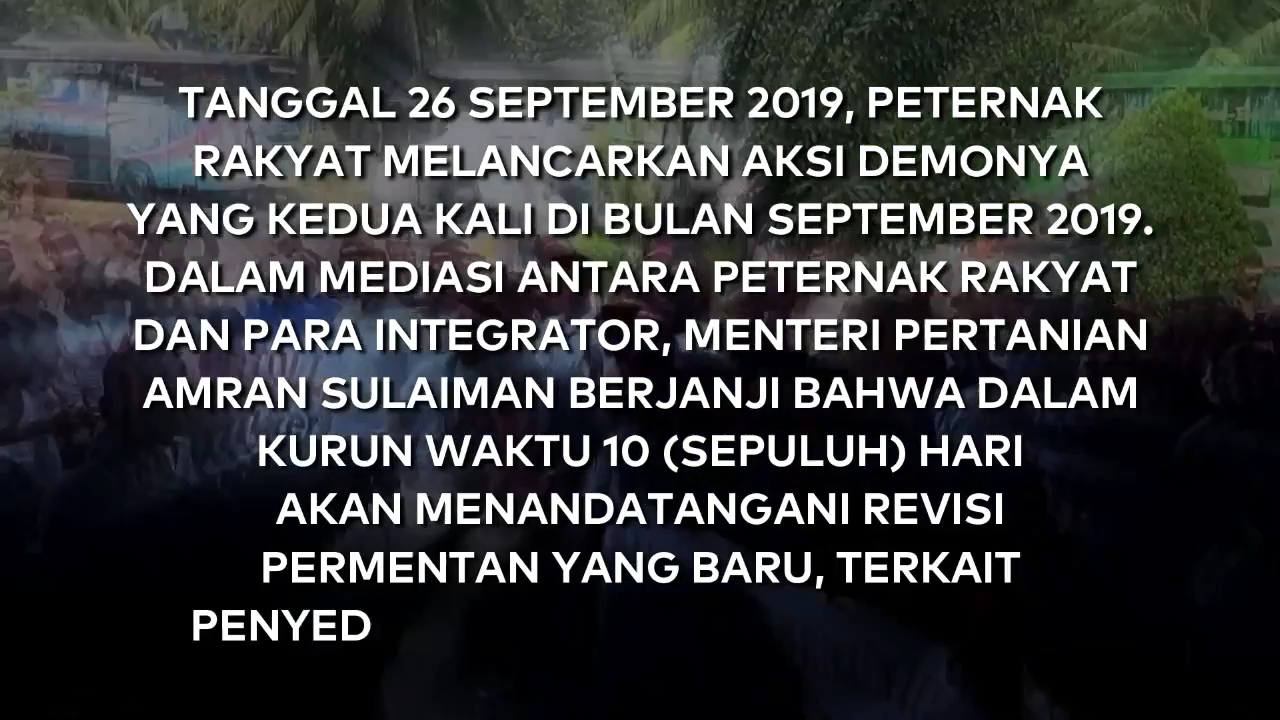 TANGGAL 26 SEPTEMBER 2019, PETERNAK
RAKYAT MELANCARKAN AKSI DEMONYA
YANG KEDUA KALI DI BULAN SEPTEMBER 2019.
DALAM MEDIASI ANTARA PETERNAK RAKYAT
DAN PARA INTEGRATOR, MENTERI PERTANIAN
AMRAN SULAIMAN BERJANJI BAHWA DALAM
KURUN WAKTU 10 (SEPULUH) HARI
AKAN MENANDATANGANI REVISI
PERMENTAN YANG BARU, TERKAIT
PENYED